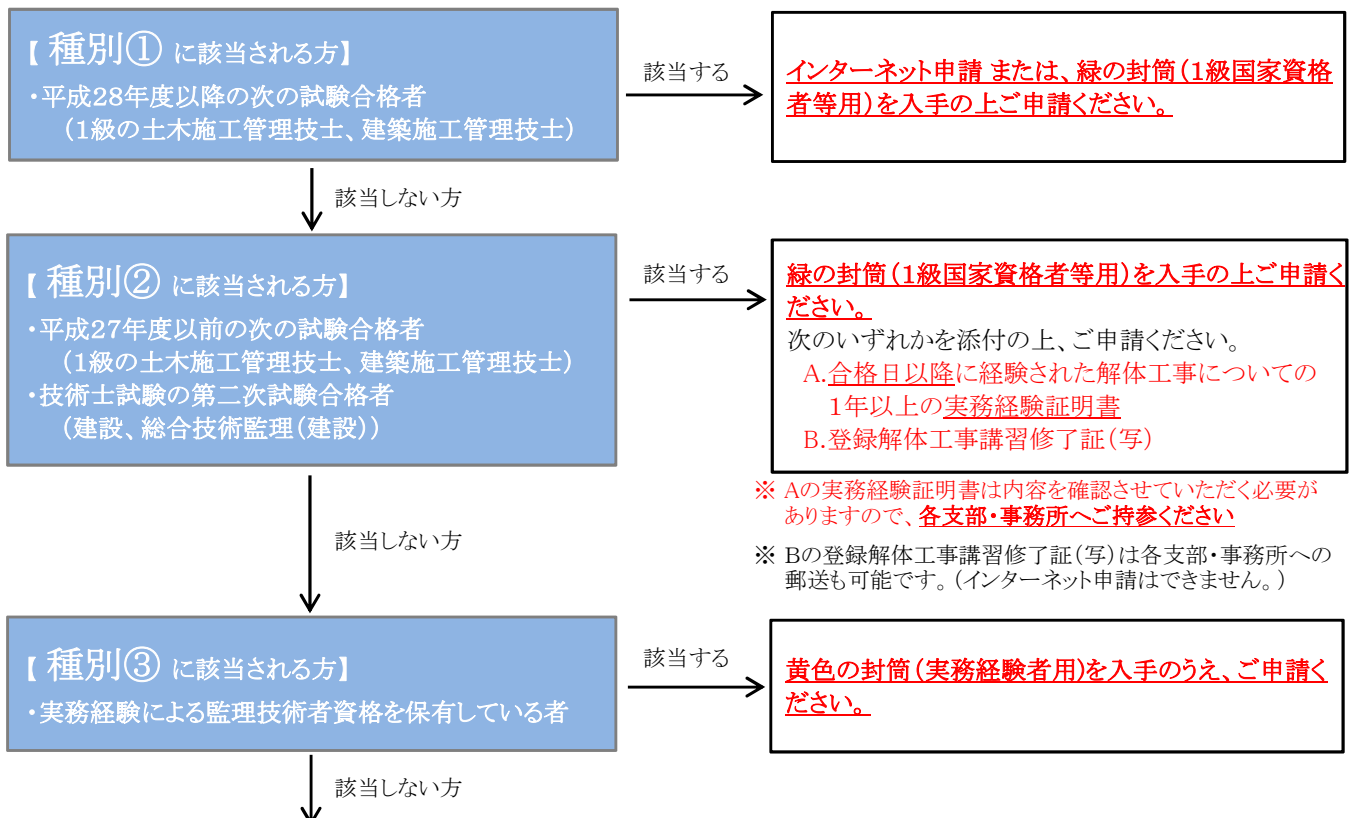 【 種別① に該当される方】
・平成28年度以降の次の試験合格者
(1級の土木施工管理技士、建築施工管理技士)
該当する
インターネット申請 または、緑の封筒(1級国家資格
者等用)を入手の上ご申請ください。
該当しない方
【 種別② に該当される方】
・平成27年度以前の次の試験合格者
(1級の土木施工管理技士、建築施工管理技士)
・技術士試験の第二次試験合格者
(建設、総合技術監理(建設))
該当する
緑の封筒(1級国家資格者等用)を入手の上ご申請く
ださい。
次のいずれかを添付の上、ご申請ください。
A.合格日以降に経験された解体工事についての
1年以上の実務経験証明書
B.登録解体工事講習修了証(写)
※ Aの実務経験証明書は内容を確認させていただく必要が
ありますので、各支部・事務所へご持参ください
※ Bの登録解体工事講習修了証(写)は各支部・事務所への
郵送も可能です。(インターネット申請はできません。)
該当しない方
【 種別③ に該当される方】
・実務経験による監理技術者資格を保有している者
該当する
黄色の封筒(実務経験者用)を入手のうえ、ご申請く
ださい。
該当しない方